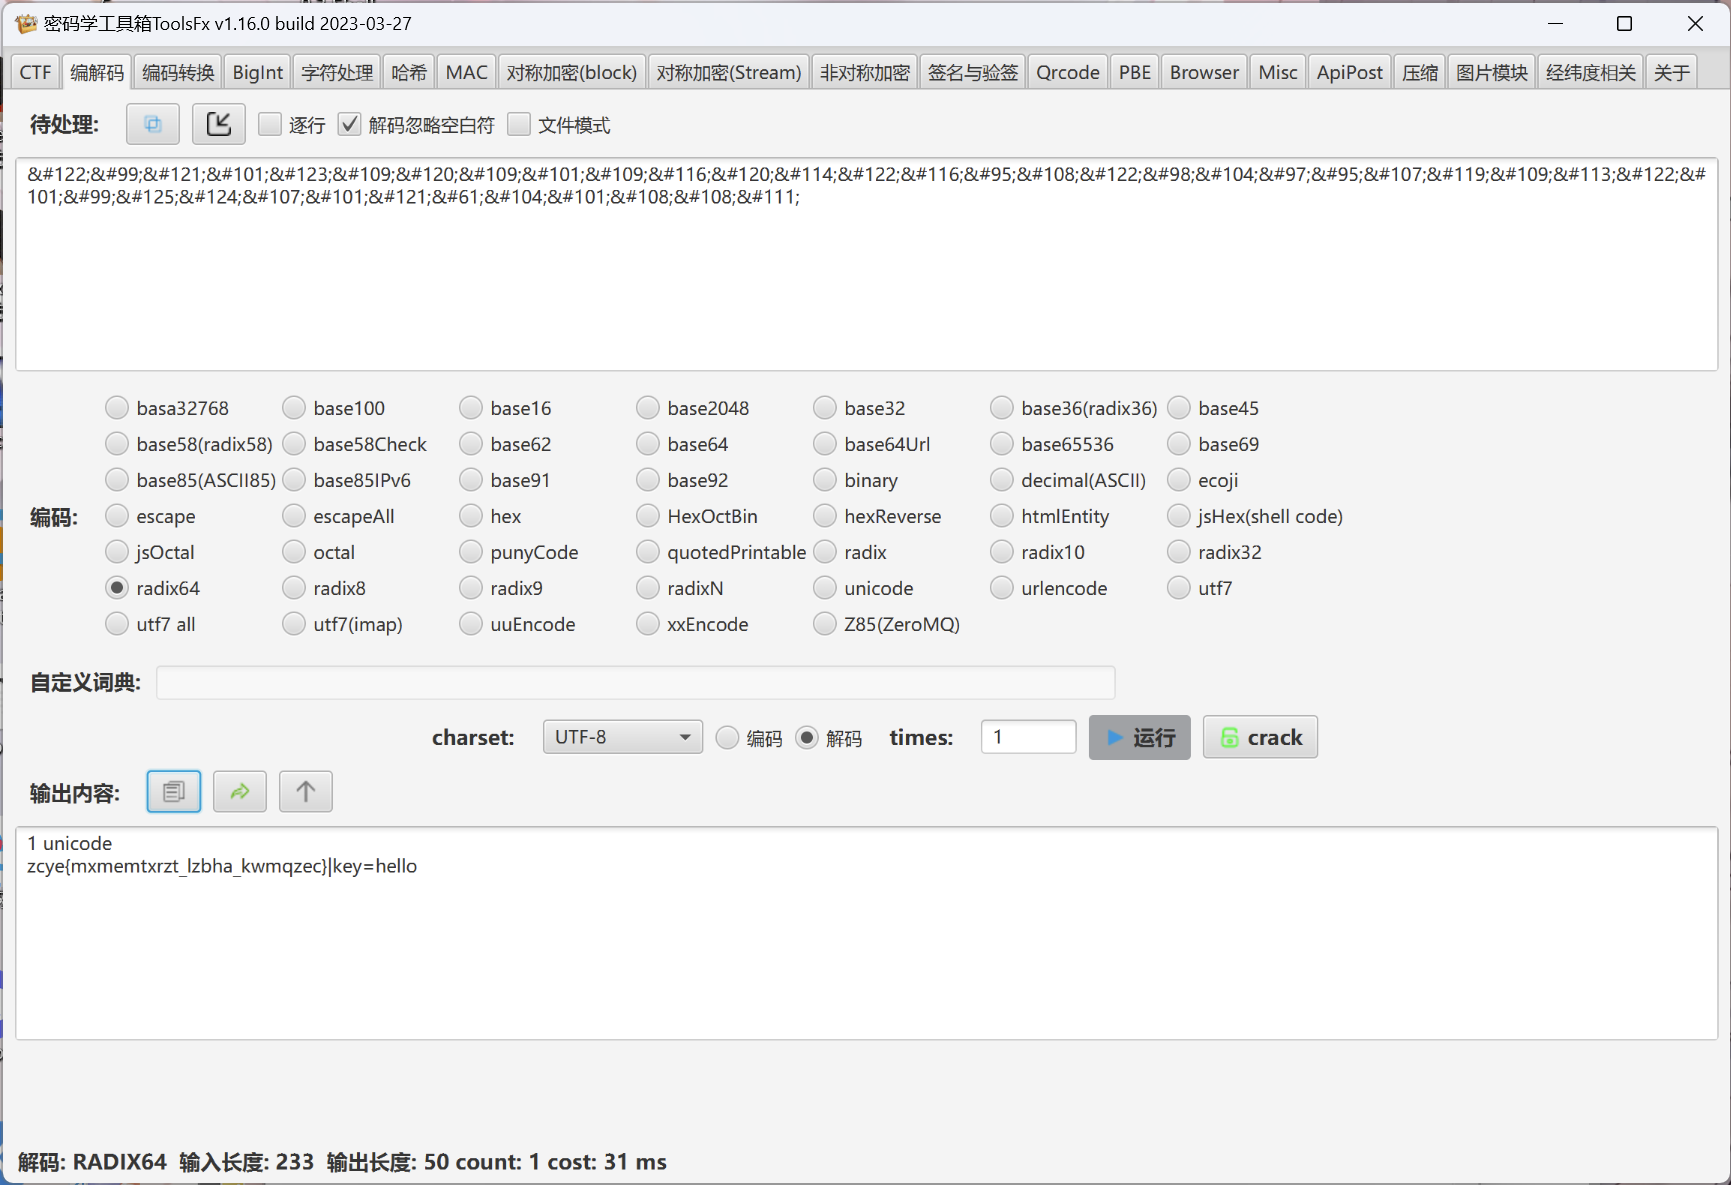 密码学工具箱ToolsFx v1.16.0 build 2023-03-27
CTF 编解码 编码转换 BigInt 字符处理 哈希 MAC 对称加密(block) 对称加密(Stream) 非对称加密 签名与验签 Qrcode PBE Browser Misc ApiPost 压缩 图片模块 经纬度相关 关于
待处理: 逐行 解码忽略空白符 文件模式
&#122;&#99;&#121;&#101;&#123;&#109;&#120;&#109;&#101;&#109;&#116;&#120;&#114;&#122;&#116;&#95;&#108;&#122;&#98;&#104;&#97;&#95;&#107;&#119;&#109;&#113;&#122;&#
101;&#99;&#125;&#124;&#107;&#101;&#121;&#61;&#104;&#101;&#108;&#108;&#111;
basa32768 base100 base16 base2048 base32 base36(radix36) base45
base58(radix58) base58Check base62 base64 base64Url base65536 base69
base85(ASCII85) base85IPv6 base91 base92 binary decimal(ASCII) ecoji
编码: escape escapeAll hex HexOctBin hexReverse htmlEntity jsHex(shell code)
jsOctal octal punyCode quotedPrintable radix radix10 radix32
radix64 radix8 radix9 radixN unicode urlencode utf7
utf7 all utf7(imap) uuEncode xxEncode Z85(ZeroMQ)
自定义词典:
charset: UTF-8 编码 解码 times: 1 运行 crack
输出内容:
1 unicode
zcye{mxmemtxrzt_lzbha_kwmqzec}|key=hello
解码: RADIX64 输入长度: 233 输出长度: 50 count: 1 cost: 31 ms